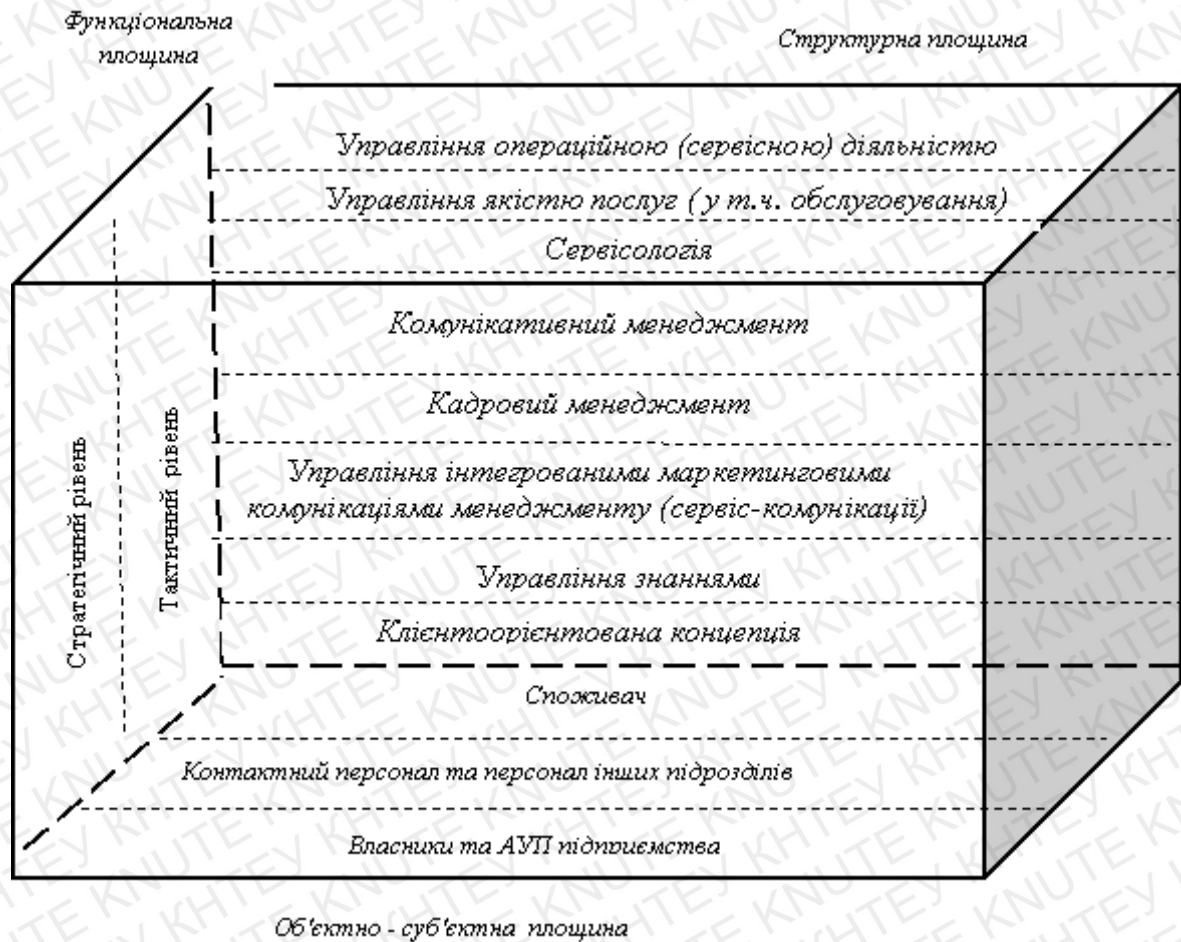 Функціональна
площина
Структурна площина
Управління операційною (сервісною) діяльністю
Управління якістю послуг ( у т.ч. обслуговування)
Сервісологія
Комунікативний менеджмент
Кадровий менеджмент
Управління інтегрованими маркетинговими
комунікаціями менеджменту (сервіс-комунікації)
Управління знаннями
Клієнтоорієнтована концепція
Стратегічний рівень
Тактичний рівень
Споживач
Контактний персонал та персонал інших підрозділів
Власники та АУП підприємства
Об'єктно - суб'єктна площина
КНТЕУ KNUTE